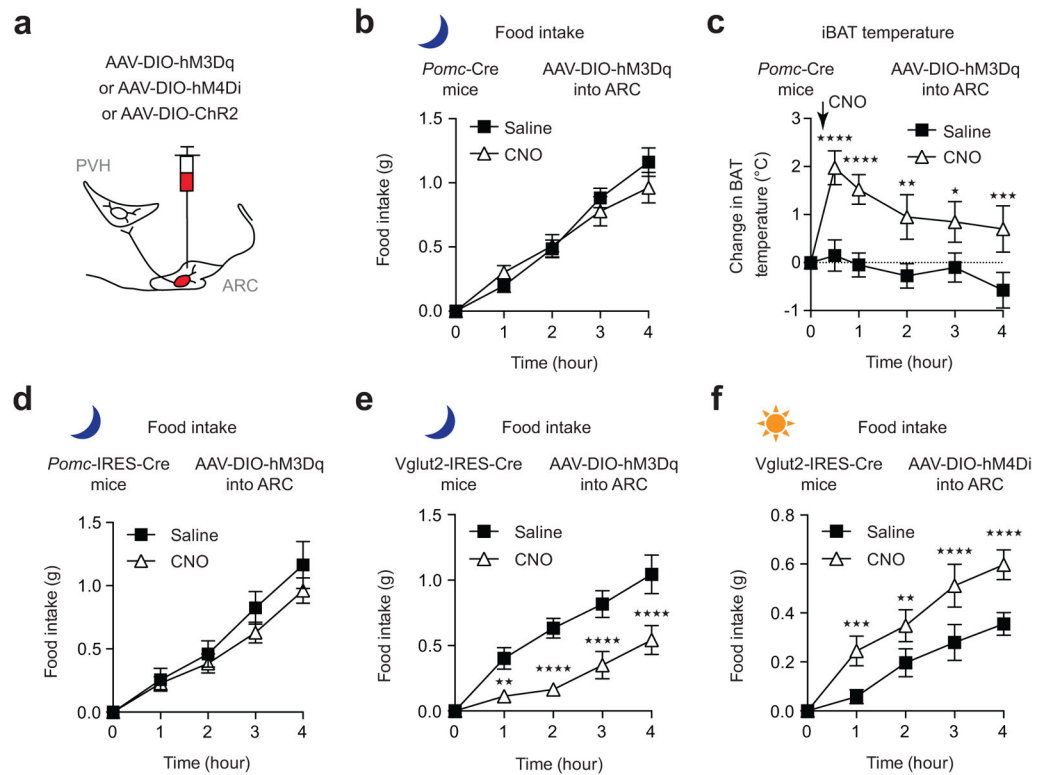 a
AAV-DIO-hM3Dq
or AAV-DIO-hM4Di
or AAV-DIO-ChR2
PVH
ARC
b
Food intake
Pomc-Cre
mice
AAV-DIO-hM3Dq
into ARC
Saline
CNO
Food intake (g)
1.5
1.0
0.5
0.0
0 1 2 3 4
Time (hour)
c
iBAT temperature
Pomc-Cre
mice
AAV-DIO-hM3Dq
into ARC
CNO
Saline
CNO
★★★★
★★★★
★★
★
★★★
Change in BAT
temperature (°C)
3
2
1
0
-1
0 1 2 3 4
Time (hour)
d
Food intake
Pomc-IRES-Cre
mice
AAV-DIO-hM3Dq
into ARC
Saline
CNO
Food intake (g)
1.5
1.0
0.5
0.0
0 1 2 3 4
Time (hour)
e
Food intake
Vglut2-IRES-Cre
mice
AAV-DIO-hM3Dq
into ARC
Saline
CNO
★★
★★★★
★★★★
★★★★
Food intake (g)
1.5
1.0
0.5
0.0
0 1 2 3 4
Time (hour)
f
Food intake
Vglut2-IRES-Cre
mice
AAV-DIO-hM4Di
into ARC
Saline
CNO
★★★
★★
★★★★
★★★★
Food intake (g)
0.8
0.6
0.4
0.2
0.0
0 1 2 3 4
Time (hour)